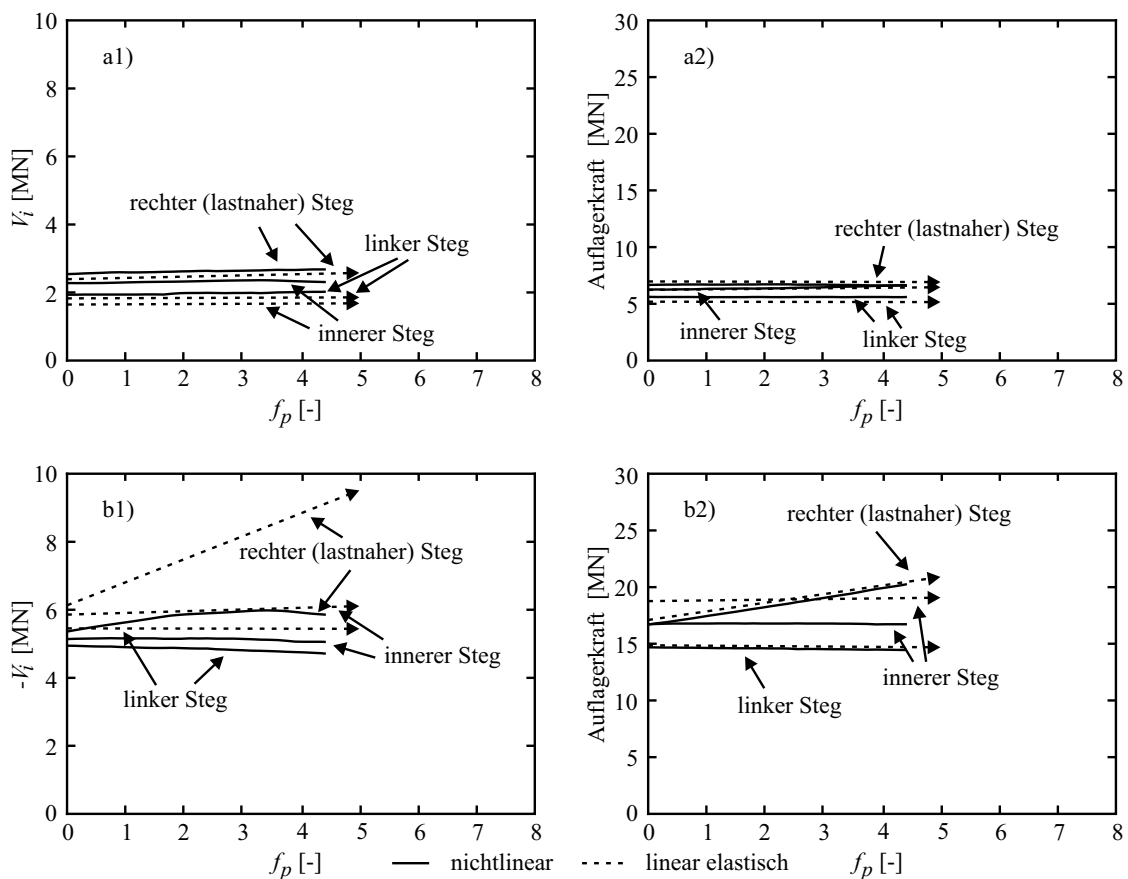 a1)
10
8
6
4
2
0
V_i [MN]
rechter (lastnaher) Steg
linker Steg
innerer Steg
0 1 2 3 4 5 6 7 8
f_p [-]
a2)
30
25
20
15
10
5
0
Auflagerkraft [MN]
rechter (lastnaher) Steg
innerer Steg
linker Steg
0 1 2 3 4 5 6 7 8
f_p [-]
b1)
10
8
6
4
2
0
-V_i [MN]
rechter (lastnaher) Steg
innerer Steg
linker Steg
0 1 2 3 4 5 6 7 8
f_p [-]
b2)
30
25
20
15
10
5
0
Auflagerkraft [MN]
rechter (lastnaher) Steg
innerer Steg
linker Steg
0 1 2 3 4 5 6 7 8
f_p [-]
nichtlinear
linear elastisch